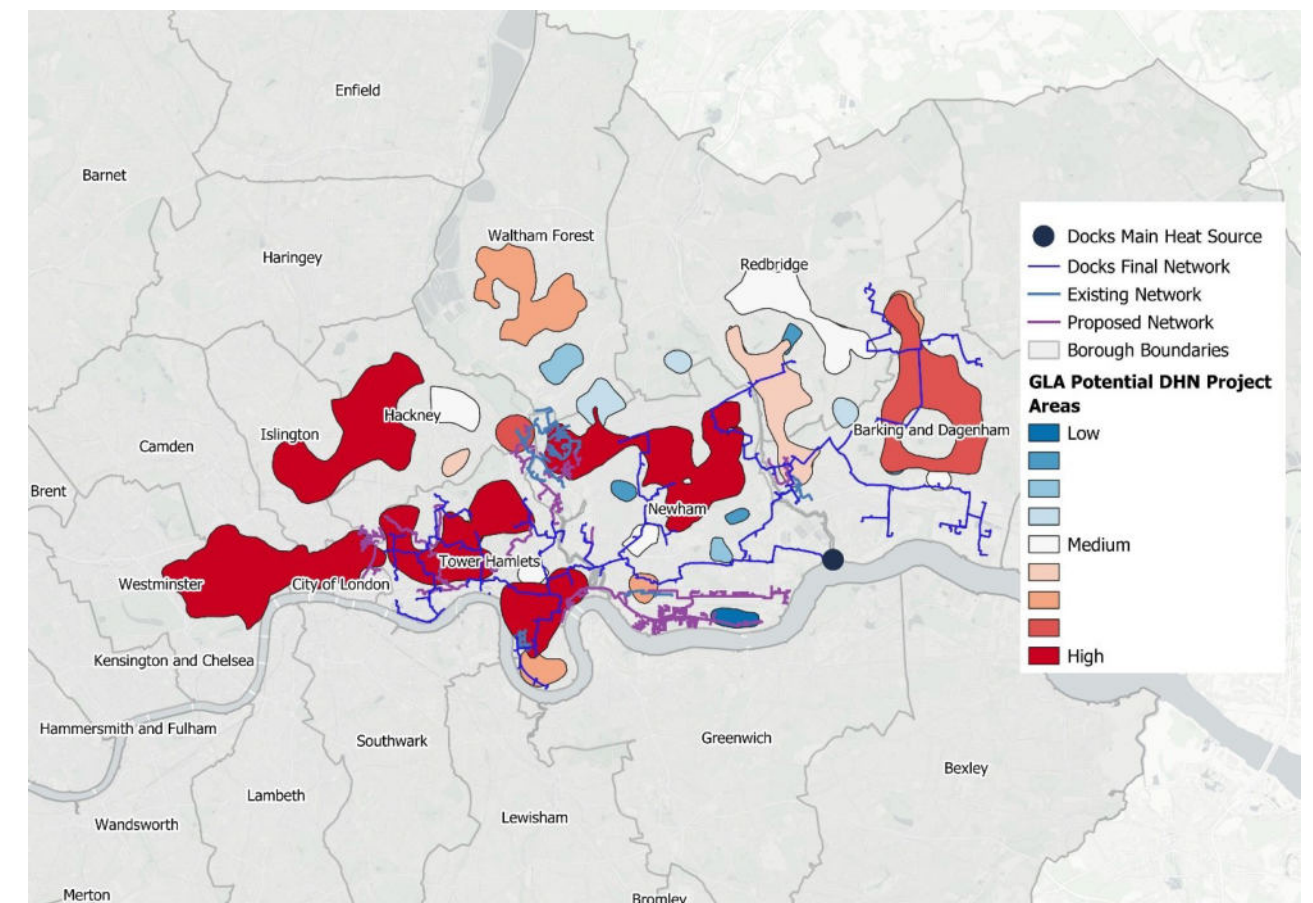 Enfield
Barnet
Waltham Forest
Haringey
Redbridge
Docks Main Heat Source
Docks Final Network
Existing Network
Proposed Network
Borough Boundaries
GLA Potential DHN Project
Areas
Low
Medium
High
Hackney
Islington
Camden
Barking and Dagenham
Brent
Newham
Tower Hamlets
Westminster
City of London
Kensington and Chelsea
Hammersmith and Fulham
Southwark
Greenwich
Bexley
Lambeth
Lewisham
Wandsworth
Merton
Bromley